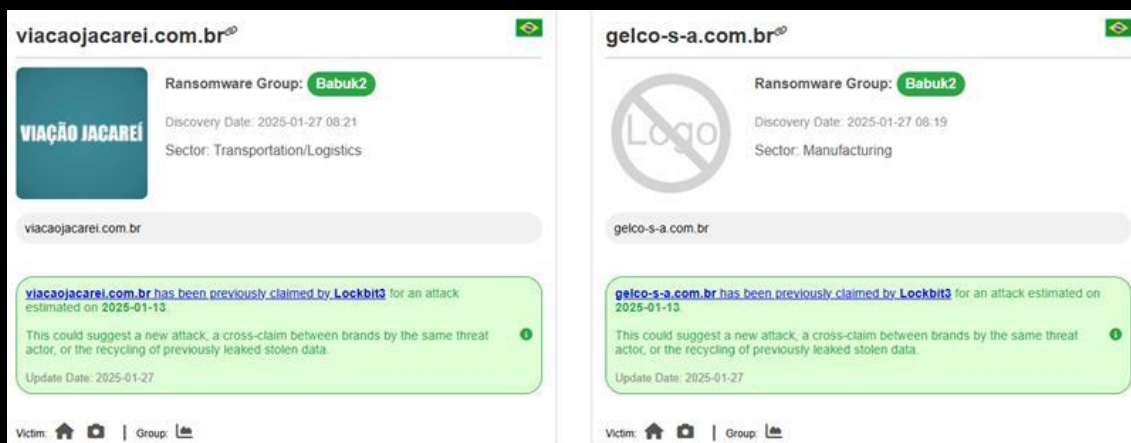 viacaojacarei.com.br
VIAÇÃO JACAREÍ
Ransomware Group: Babuk2
Discovery Date: 2025-01-27 08:21
Sector: Transportation/Logistics
viacaojacarei.com.br
viacaojacarei.com.br has been previously claimed by Lockbit3 for an attack
estimated on 2025-01-13.
This could suggest a new attack, a cross-claim between brands by the same threat
actor, or the recycling of previously leaked stolen data.
Update Date: 2025-01-27
Victim: | Group:
gelco-s-a.com.br
Logo
Ransomware Group: Babuk2
Discovery Date: 2025-01-27 08:19
Sector: Manufacturing
gelco-s-a.com.br
gelco-s-a.com.br has been previously claimed by Lockbit3 for an attack estimated on
2025-01-13.
This could suggest a new attack, a cross-claim between brands by the same threat
actor, or the recycling of previously leaked stolen data.
Update Date: 2025-01-27
Victim: | Group: